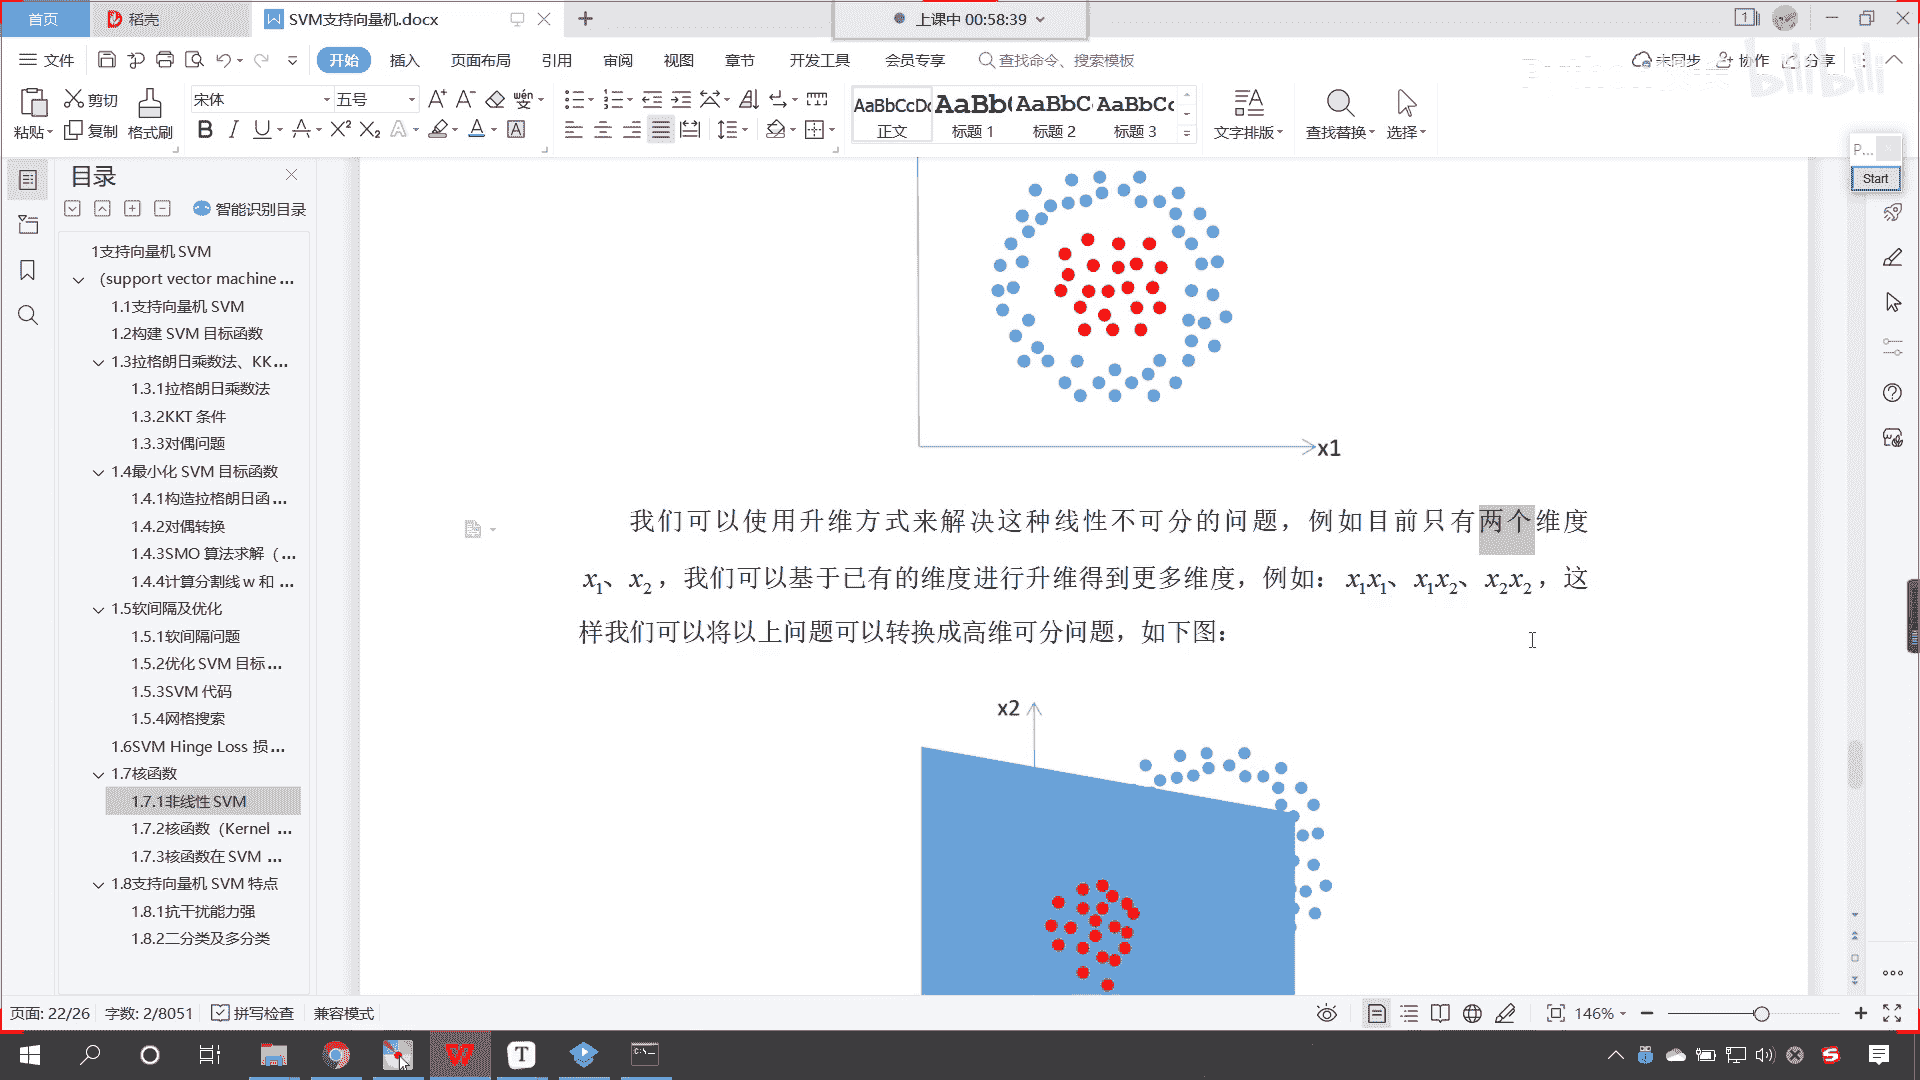 首页
稻壳
SVM支持向量机.docx
上课中 00:58:39
文件
开始
插入
页面布局
引用
审阅
视图
章节
开发工具
会员专享
查找命令、搜索模板
未同步
协作
分享
bilibili
粘贴
剪切
复制
格式刷
宋体
五号
AaBbCcDd
正文
AaBb(
标题 1
AaBbC
标题 2
AaBbCc
标题 3
文字排版
查找替换
选择
P...
Start
目录
智能识别目录
1支持向量机 SVM
（support vector machine ...
1.1支持向量机 SVM
1.2构建 SVM 目标函数
1.3拉格朗日乘数法、KK...
1.3.1拉格朗日乘数法
1.3.2KKT 条件
1.3.3对偶问题
1.4最小化 SVM 目标函数
1.4.1构造拉格朗日函 ...
1.4.2对偶转换
1.4.3SMO 算法求解（ ...
1.4.4计算分割线 w 和 ...
1.5软间隔及优化
1.5.1软间隔问题
1.5.2优化 SVM 目标 ...
1.5.3SVM 代码
1.5.4网格搜索
1.6SVM Hinge Loss 损 ...
1.7核函数
1.7.1非线性 SVM
1.7.2核函数（Kernel ...
1.7.3核函数在 SVM ...
1.8支持向量机 SVM 特点
1.8.1抗干扰能力强
1.8.2二分类及多分类
x1
我们可以使用升维方式来解决这种线性不可分的问题，例如目前只有两个维度
x₁、x₂，我们可以基于已有的维度进行升维得到更多维度，例如：x₁x₁、x₁x₂、x₂x₂，这
样我们可以将以上问题可以转换成高维可分问题，如下图：
x2
页面: 22/26
字数: 2/8051
拼写检查
兼容模式
146%